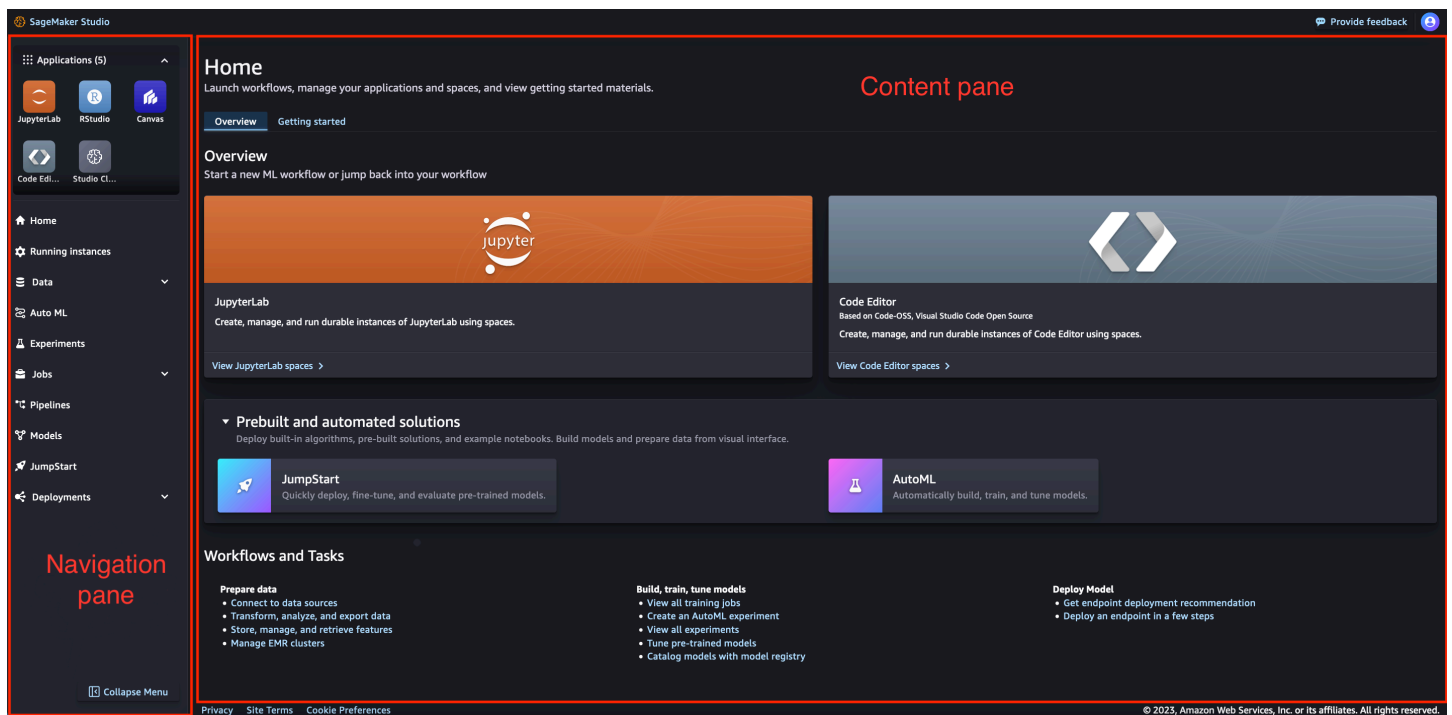 SageMaker Studio
Provide feedback
Applications (5)
JupyterLab
RStudio
Canvas
Code Edi...
Studio Cl...
Home
Running instances
Data
Auto ML
Experiments
Jobs
Pipelines
Models
JumpStart
Deployments
Navigation
pane
Collapse Menu
Home
Launch workflows, manage your applications and spaces, and view getting started materials.
Content pane
Overview
Getting started
Overview
Start a new ML workflow or jump back into your workflow
jupyter
JupyterLab
Create, manage, and run durable instances of JupyterLab using spaces.
View JupyterLab spaces
Code Editor
Based on Code-OSS, Visual Studio Code Open Source
Create, manage, and run durable instances of Code Editor using spaces.
View Code Editor spaces
Prebuilt and automated solutions
Deploy built-in algorithms, pre-built solutions, and example notebooks. Build models and prepare data from visual interface.
JumpStart
Quickly deploy, fine-tune, and evaluate pre-trained models.
AutoML
Automatically build, train, and tune models.
Workflows and Tasks
Prepare data
• Connect to data sources
• Transform, analyze, and export data
• Store, manage, and retrieve features
• Manage EMR clusters
Build, train, tune models
• View all training jobs
• Create an AutoML experiment
• View all experiments
• Tune pre-trained models
• Catalog models with model registry
Deploy Model
• Get endpoint deployment recommendation
• Deploy an endpoint in a few steps
Privacy
Site Terms
Cookie Preferences
© 2023, Amazon Web Services, Inc. or its affiliates. All rights reserved.